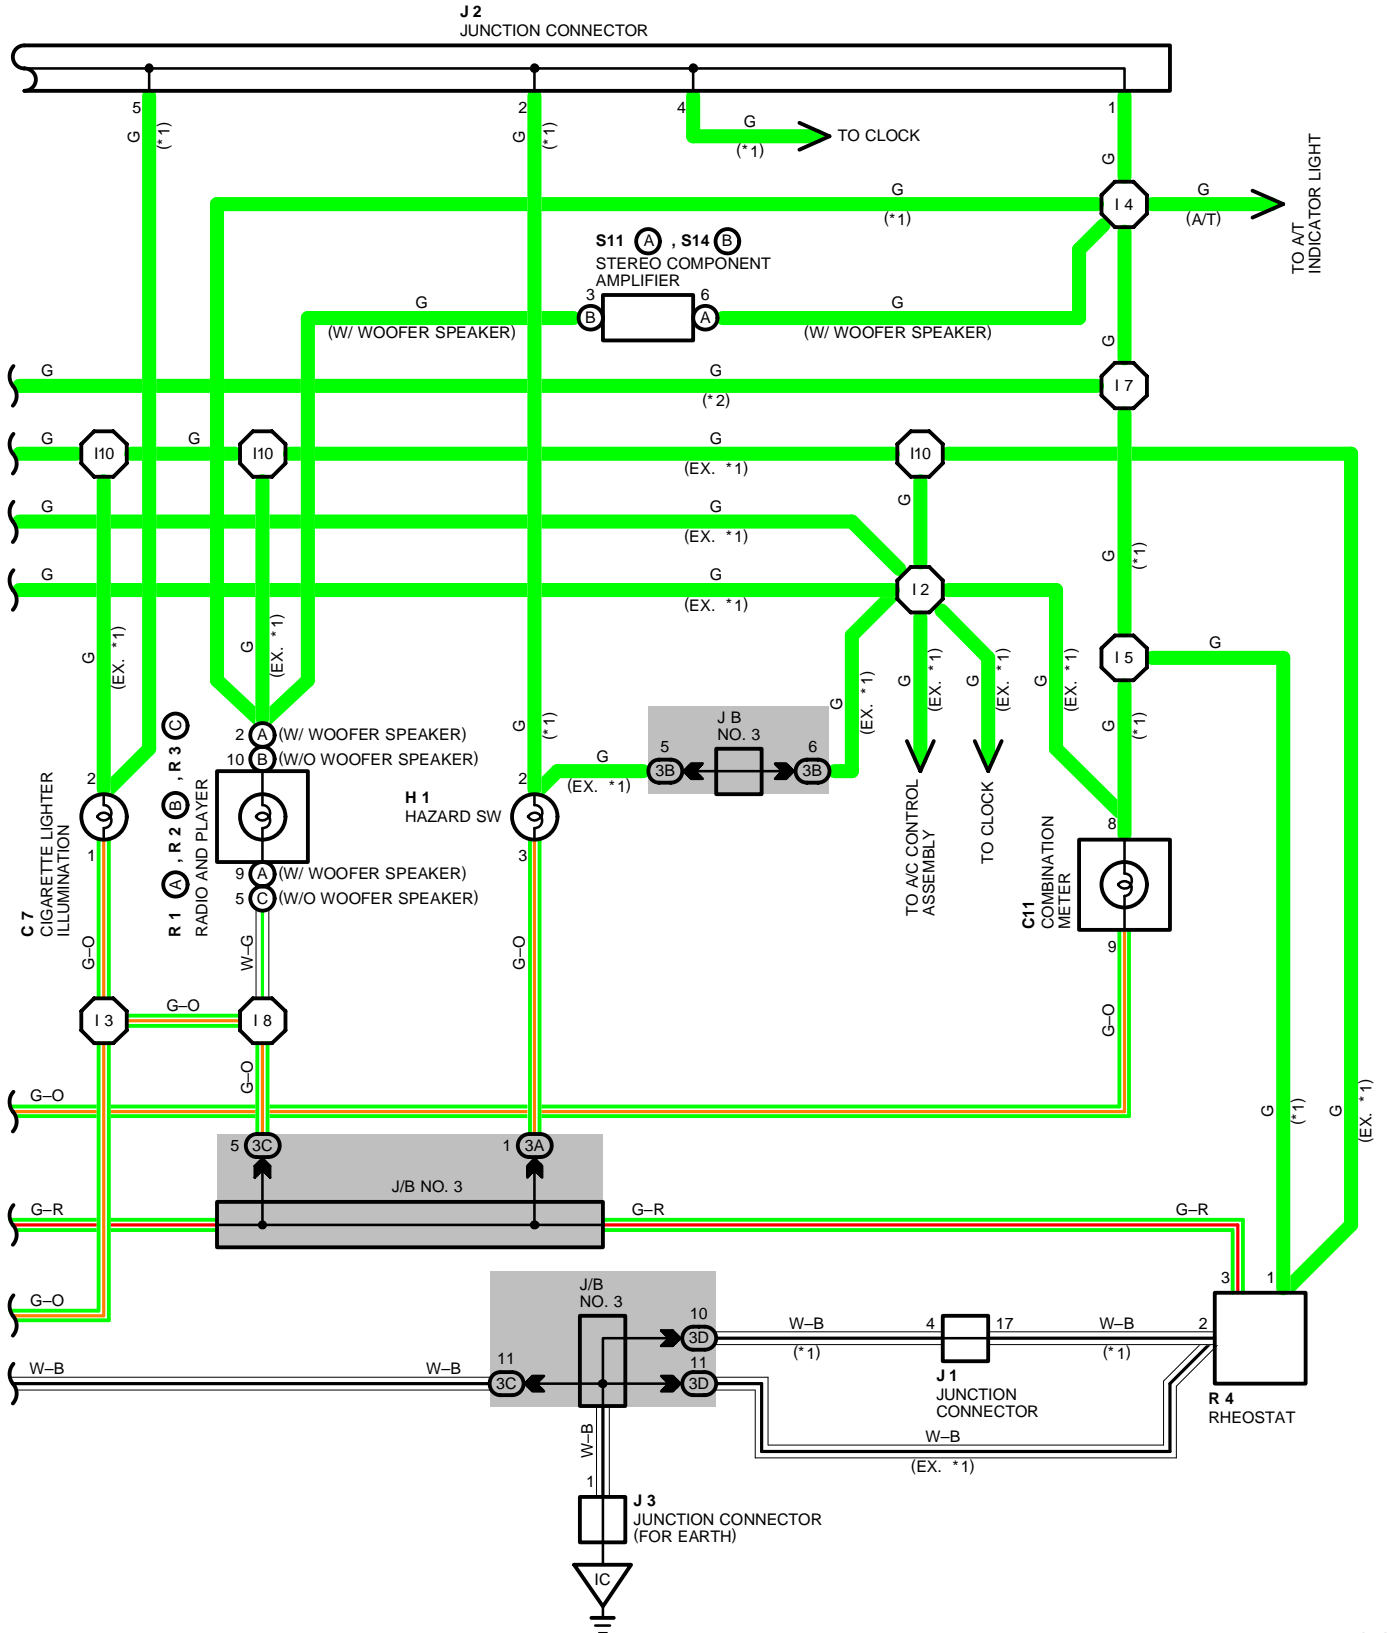 J 2
JUNCTION CONNECTOR
5
2
4
1
G
(*1)
G
(*1)
G
(*1)
TO CLOCK
G
G
(*1)
I 4
G
(A/T)
TO A/T
INDICATOR LIGHT
S11 A , S14 B
STEREO COMPONENT
AMPLIFIER
3
6
B
A
G
(W/ WOOFER SPEAKER)
G
(W/ WOOFER SPEAKER)
G
G
G
(*2)
I 7
G
I10
G
I10
G
(EX. *1)
I10
G
G
G
(EX. *1)
G
(*1)
G
G
(EX. *1)
I 2
G
(EX. *1)
G
(EX. *1)
G
(EX. *1)
G
(EX. *1)
G
(EX. *1)
G
(EX. *1)
I 5
G
G
(*1)
G
(*1)
2 A (W/ WOOFER SPEAKER)
10 B (W/O WOOFER SPEAKER)
J B
NO. 3
5
6
3B
3B
G
(EX. *1)
2
2
C 7
CIGARETTE LIGHTER
ILLUMINATION
1
R 1 A , R 2 B , R 3 C
RADIO AND PLAYER
H 1
HAZARD SW
3
TO A/C CONTROL
ASSEMBLY
TO CLOCK
8
C11
COMBINATION
METER
9
9 A (W/ WOOFER SPEAKER)
5 C (W/O WOOFER SPEAKER)
G–O
W–G
G–O
G–O
I 3
G–O
I 8
G–O
G–O
G
(*1)
G
(EX. *1)
5 3C
1 3A
J/B NO. 3
G–R
G–R
G–R
G–O
3
1
J/B
NO. 3
10
3D
W–B
(*1)
4
17
W–B
(*1)
2
J 1
JUNCTION
CONNECTOR
R 4
RHEOSTAT
W–B
W–B
11
3C
11
3D
W–B
(EX. *1)
W–B
1
J 3
JUNCTION CONNECTOR
(FOR EARTH)
IC